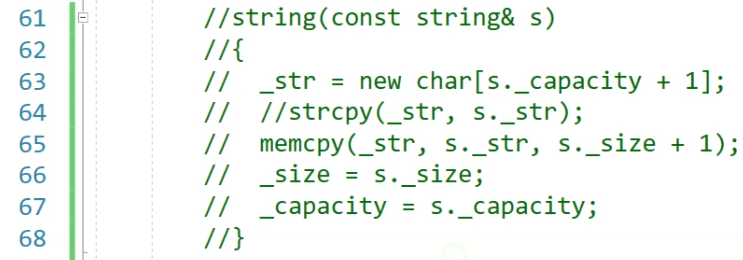 61 //string(const string& s)
62 //{
63 //  _str = new char[s._capacity + 1];
64 //  //strcpy(_str, s._str);
65 //  memcpy(_str, s._str, s._size + 1);
66 //  _size = s._size;
67 //  _capacity = s._capacity;
68 //}